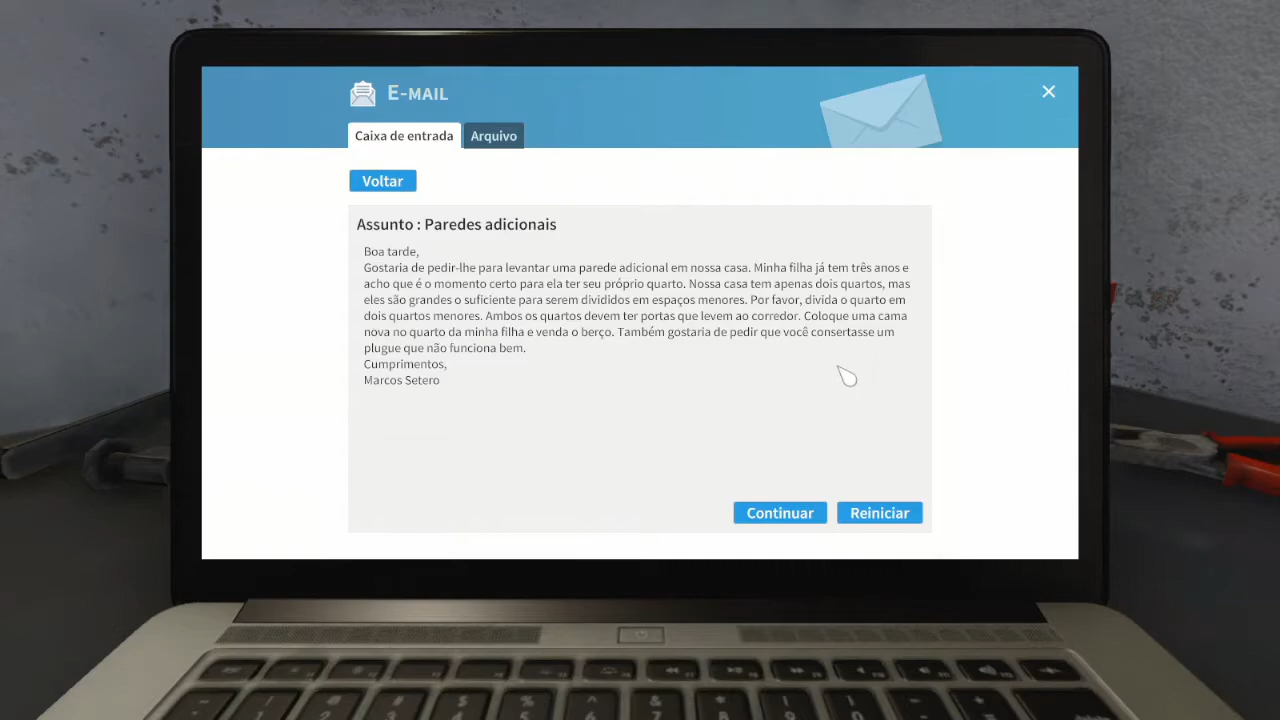 E-MAIL
Caixa de entrada
Arquivo
Voltar
Assunto : Paredes adicionais
Boa tarde,
Gostaria de pedir-lhe para levantar uma parede adicional em nossa casa. Minha filha já tem três anos e
acho que é o momento certo para ela ter seu próprio quarto. Nossa casa tem apenas dois quartos, mas
eles são grandes o suficiente para serem divididos em espaços menores. Por favor, divida o quarto em
dois quartos menores. Ambos os quartos devem ter portas que levem ao corredor. Coloque uma cama
nova no quarto da minha filha e venda o berço. Também gostaria de pedir que você consertasse um
plugue que não funciona bem.
Cumprimentos,
Marcos Setero
Continuar
Reiniciar